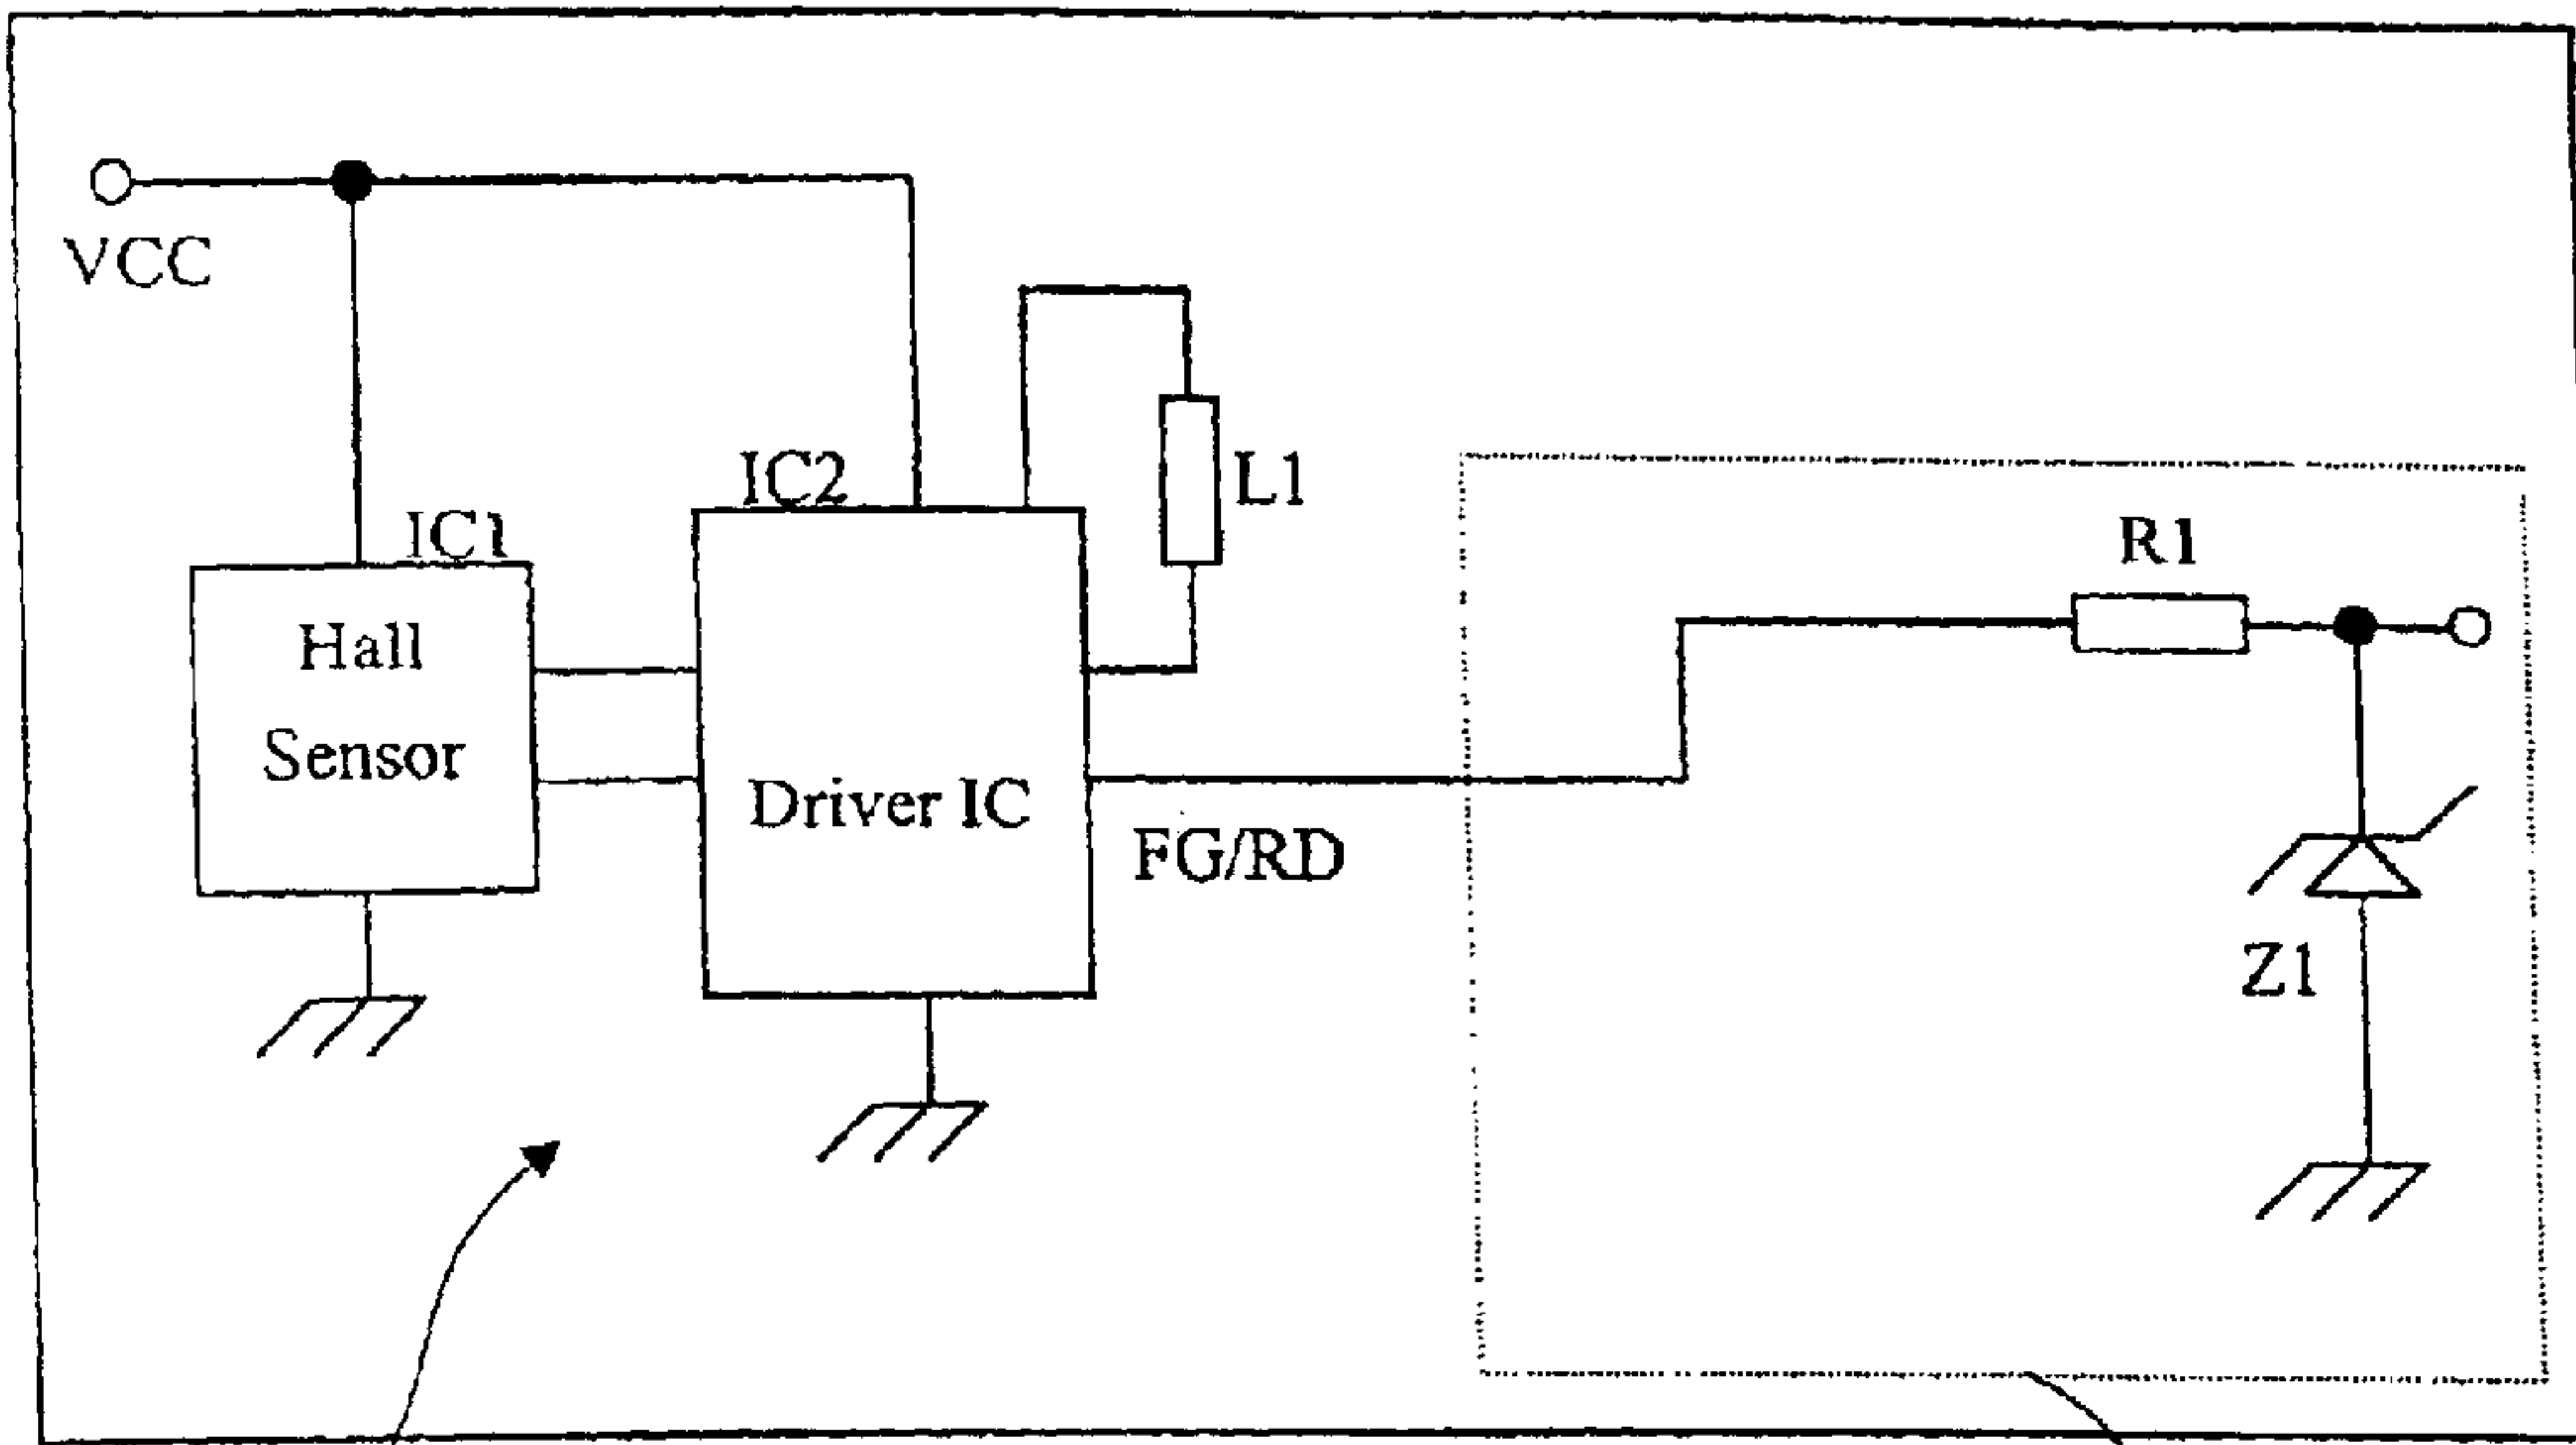 VCC
IC2
L1
IC1
R1
Hall
Sensor
Driver IC
FG/RD
Z1